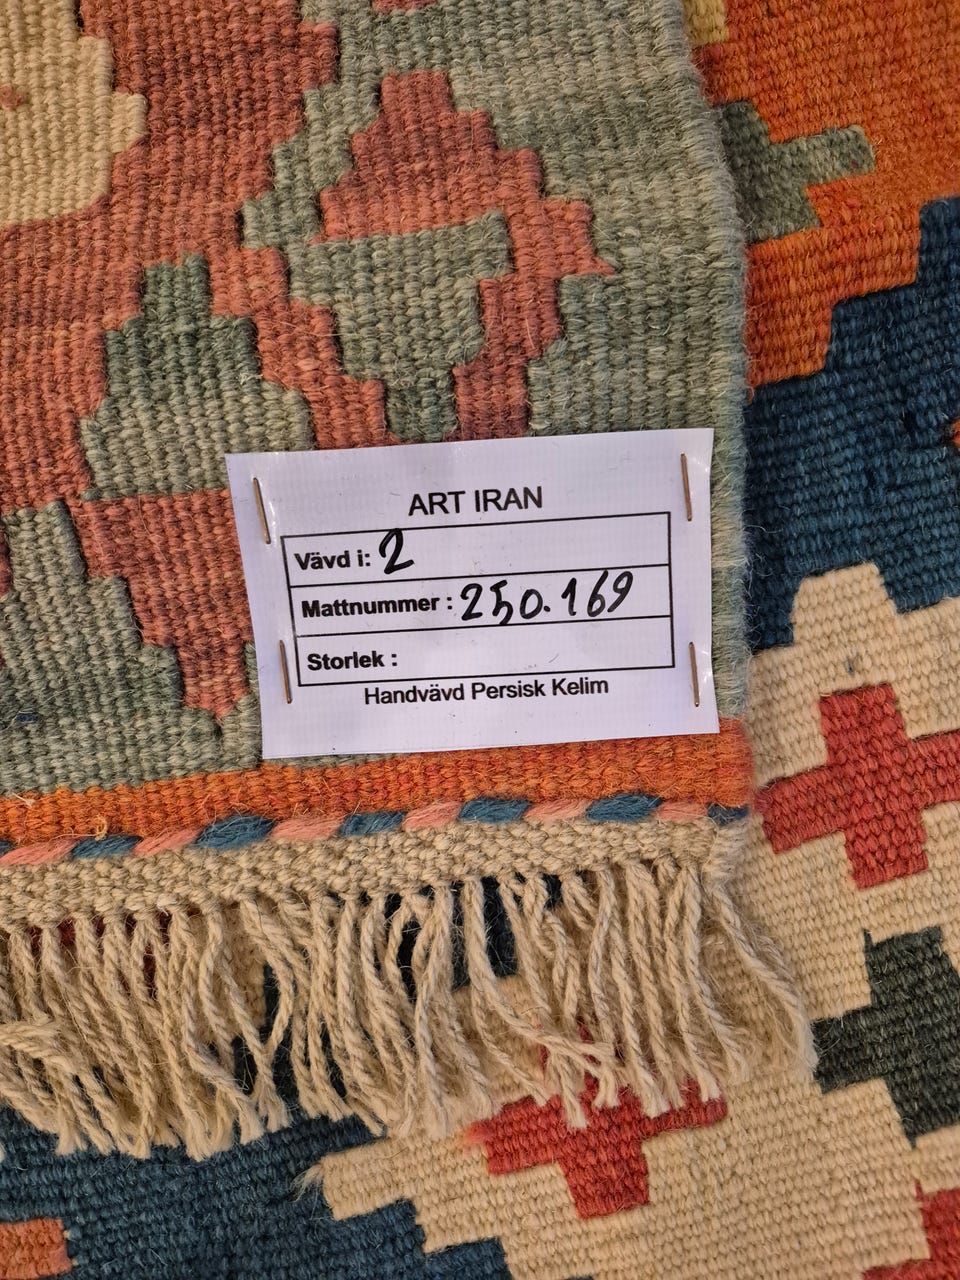 ART IRAN
Vävd i: 2
Mattnummer : 250.169
Storlek :
Handvävd Persisk Kelim